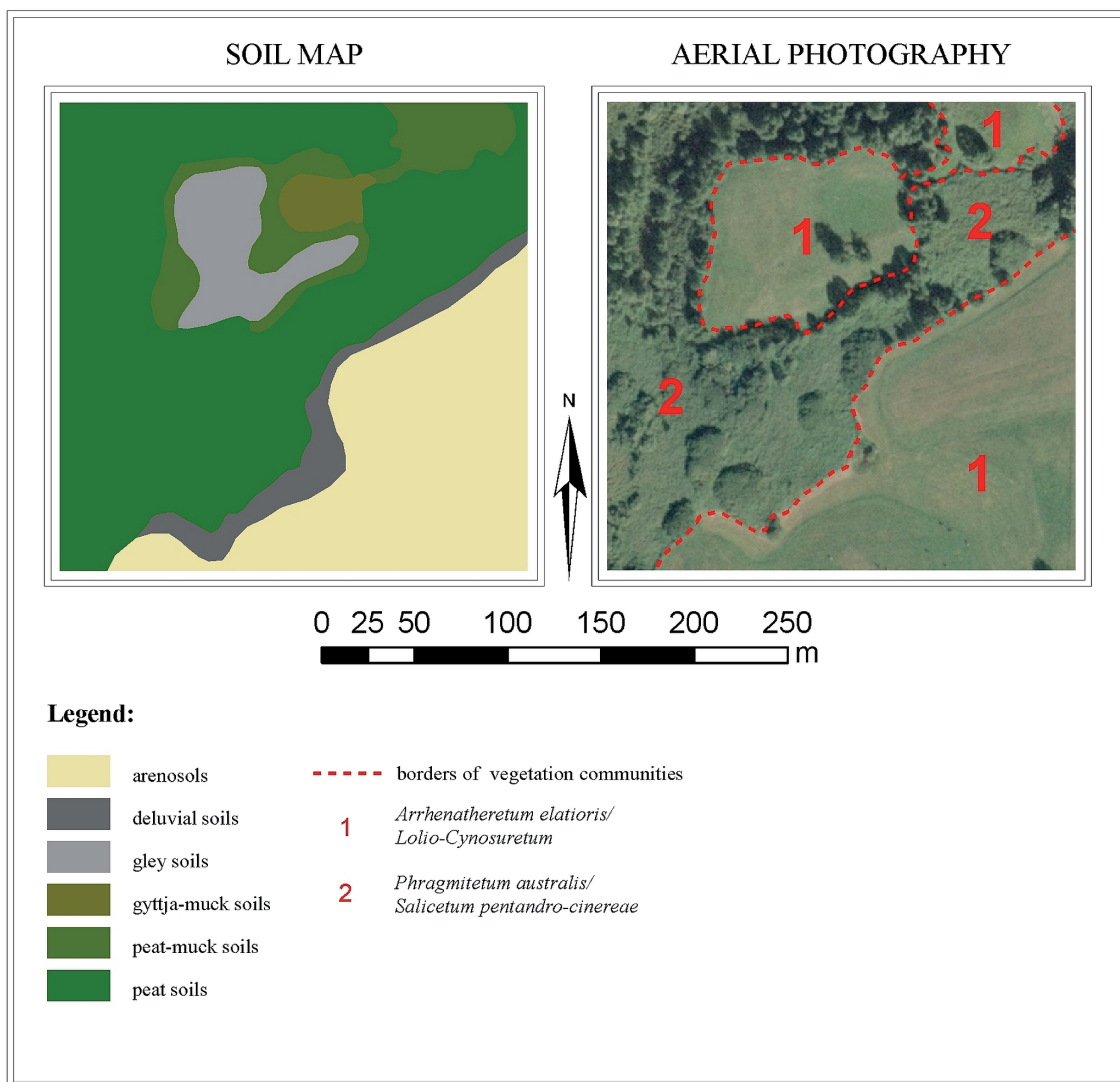 SOIL MAP
AERIAL PHOTOGRAPHY
1
1
2
2
1
N
0 25 50 100 150 200 250
m
Legend:
arenosols
deluvial soils
gley soils
gyttja-muck soils
peat-muck soils
peat soils
borders of vegetation communities
1
Arrhenatheretum elatioris/
Lolio-Cynosuretum
2
Phragmitetum australis/
Salicetum pentandro-cinereae